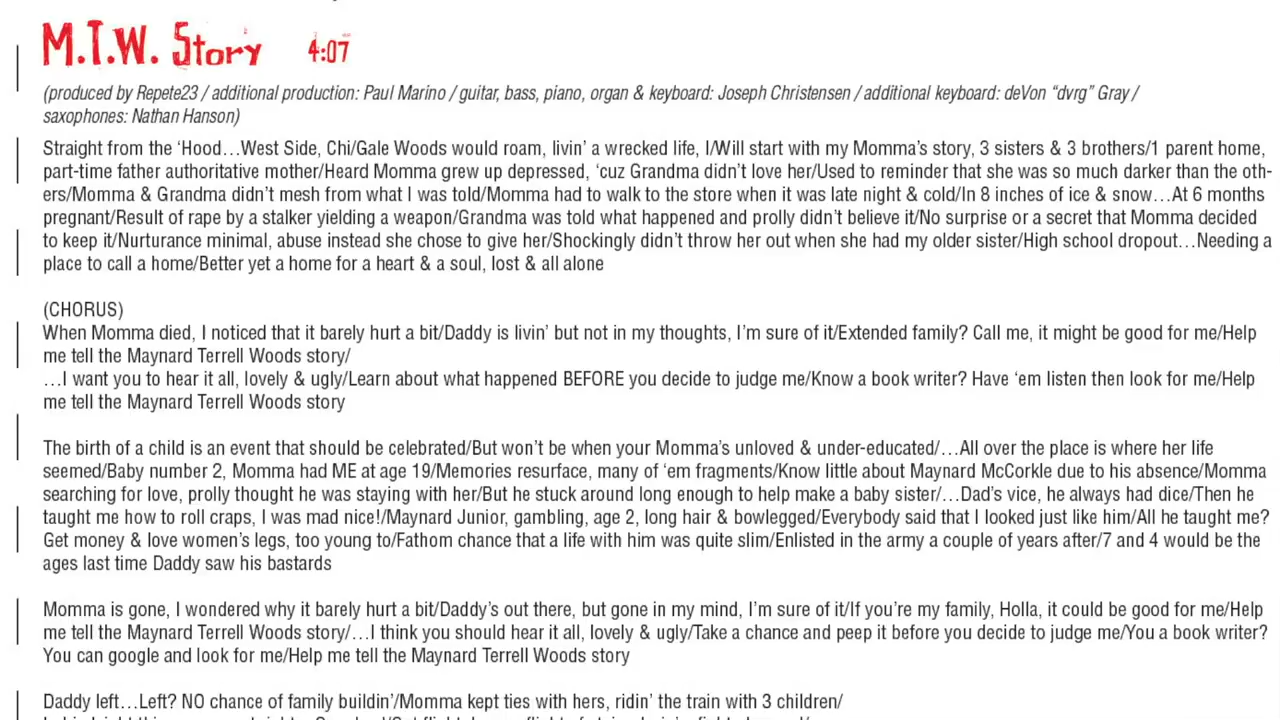 M.T.W. Story 4:07
(produced by Repete23 / additional production: Paul Marino / guitar, bass, piano, organ & keyboard: Joseph Christensen / additional keyboard: deVon “dvrg” Gray /
saxophones: Nathan Hanson)
Straight from the ‘Hood…West Side, Chi/Gale Woods would roam, livin’ a wrecked life, I/Will start with my Momma’s story, 3 sisters & 3 brothers/1 parent home,
part-time father authoritative mother/Heard Momma grew up depressed, ‘cuz Grandma didn’t love her/Used to reminder that she was so much darker than the oth-
ers/Momma & Grandma didn’t mesh from what I was told/Momma had to walk to the store when it was late night & cold/In 8 inches of ice & snow…At 6 months
pregnant/Result of rape by a stalker yielding a weapon/Grandma was told what happened and prolly didn’t believe it/No surprise or a secret that Momma decided
to keep it/Nurturance minimal, abuse instead she chose to give her/Shockingly didn’t throw her out when she had my older sister/High school dropout…Needing a
place to call a home/Better yet a home for a heart & a soul, lost & all alone
(CHORUS)
When Momma died, I noticed that it barely hurt a bit/Daddy is livin’ but not in my thoughts, I’m sure of it/Extended family? Call me, it might be good for me/Help
me tell the Maynard Terrell Woods story/
…I want you to hear it all, lovely & ugly/Learn about what happened BEFORE you decide to judge me/Know a book writer? Have ‘em listen then look for me/Help
me tell the Maynard Terrell Woods story
The birth of a child is an event that should be celebrated/But won’t be when your Momma’s unloved & under-educated/…All over the place is where her life
seemed/Baby number 2, Momma had ME at age 19/Memories resurface, many of ‘em fragments/Know little about Maynard McCorkle due to his absence/Momma
searching for love, prolly thought he was staying with her/But he stuck around long enough to help make a baby sister/…Dad’s vice, he always had dice/Then he
taught me how to roll craps, I was mad nice!/Maynard Junior, gambling, age 2, long hair & bowlegged/Everybody said that I looked just like him/All he taught me?
Get money & love women’s legs, too young to/Fathom chance that a life with him was quite slim/Enlisted in the army a couple of years after/7 and 4 would be the
ages last time Daddy saw his bastards
Momma is gone, I wondered why it barely hurt a bit/Daddy’s out there, but gone in my mind, I’m sure of it/If you’re my family, Holla, it could be good for me/Help
me tell the Maynard Terrell Woods story/…I think you should hear it all, lovely & ugly/Take a chance and peep it before you decide to judge me/You a book writer?
You can google and look for me/Help me tell the Maynard Terrell Woods story
Daddy left…Left? NO chance of family buildin’/Momma kept ties with hers, ridin’ the train with 3 children/